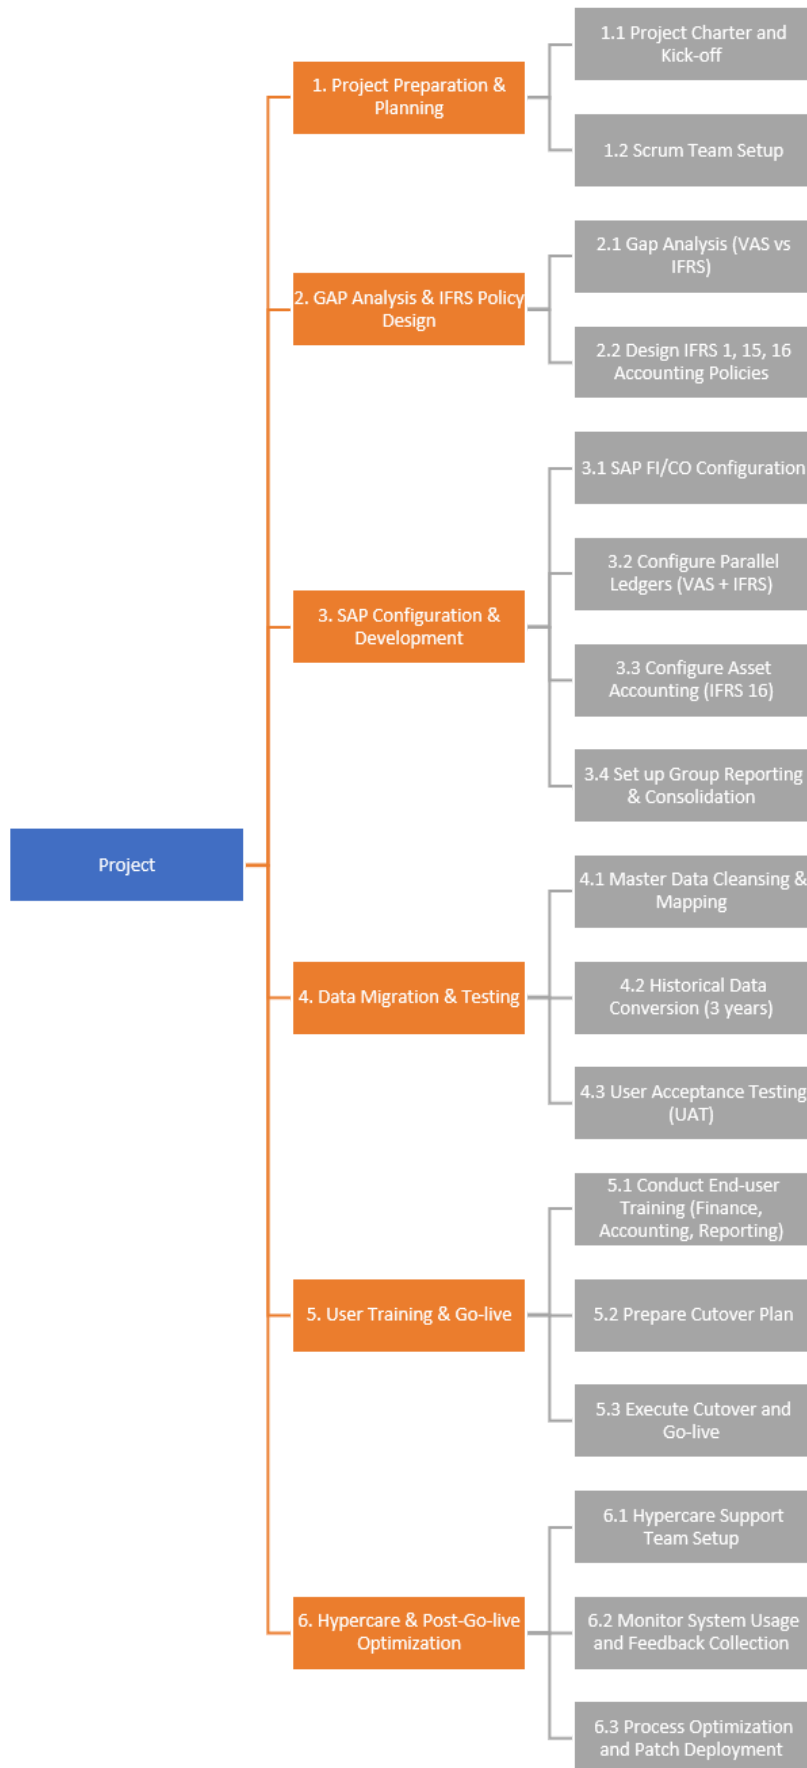 1.1 Project Charter and
Kick-off
1. Project Preparation &
Planning
1.2 Scrum Team Setup
2.1 Gap Analysis (VAS vs
IFRS)
2. GAP Analysis & IFRS Policy
Design
2.2 Design IFRS 1, 15, 16
Accounting Policies
3.1 SAP FI/CO Configuration
3.2 Configure Parallel
Ledgers (VAS + IFRS)
3. SAP Configuration &
Development
3.3 Configure Asset
Accounting (IFRS 16)
3.4 Set up Group Reporting
& Consolidation
Project
4.1 Master Data Cleansing &
Mapping
4. Data Migration & Testing
4.2 Historical Data
Conversion (3 years)
4.3 User Acceptance Testing
(UAT)
5.1 Conduct End-user
Training (Finance,
Accounting, Reporting)
5. User Training & Go-live
5.2 Prepare Cutover Plan
5.3 Execute Cutover and
Go-live
6.1 Hypercare Support
Team Setup
6. Hypercare & Post-Go-live
Optimization
6.2 Monitor System Usage
and Feedback Collection
6.3 Process Optimization
and Patch Deployment